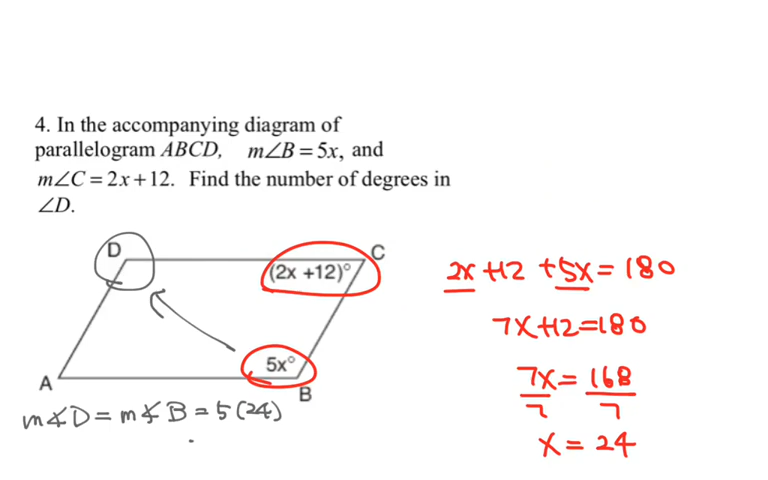 4. In the accompanying diagram of
parallelogram ABCD, m∠B = 5x, and
m∠C = 2x + 12. Find the number of degrees in
∠D.
D
C
(2x +12)°
5x°
A
B
m∡D = m∡B = 5(24)
2x +12 +5x = 180
7x+12=180
7x = 168
7 7
x = 24